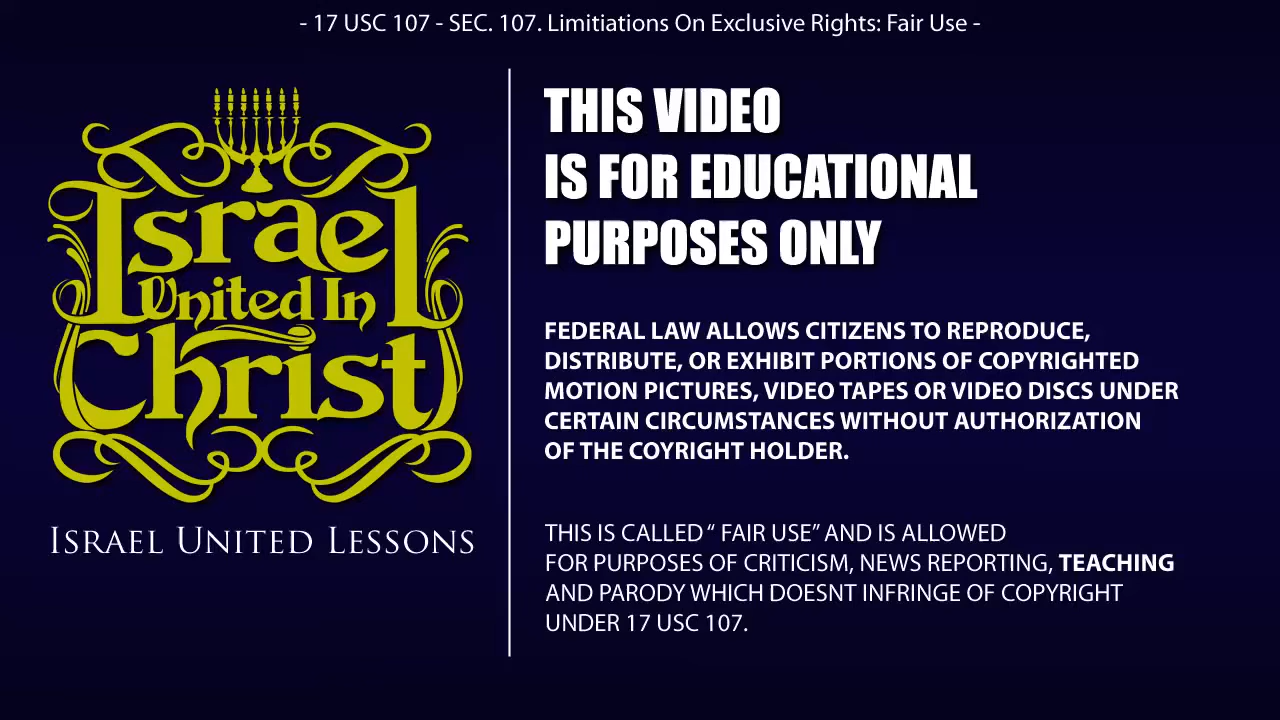 - 17 USC 107 - SEC. 107. Limitiations On Exclusive Rights: Fair Use -
Israel
United In
Christ
ISRAEL UNITED LESSONS
THIS VIDEO
IS FOR EDUCATIONAL
PURPOSES ONLY
FEDERAL LAW ALLOWS CITIZENS TO REPRODUCE,
DISTRIBUTE, OR EXHIBIT PORTIONS OF COPYRIGHTED
MOTION PICTURES, VIDEO TAPES OR VIDEO DISCS UNDER
CERTAIN CIRCUMSTANCES WITHOUT AUTHORIZATION
OF THE COYRIGHT HOLDER.
THIS IS CALLED “ FAIR USE” AND IS ALLOWED
FOR PURPOSES OF CRITICISM, NEWS REPORTING, TEACHING
AND PARODY WHICH DOESNT INFRINGE OF COPYRIGHT
UNDER 17 USC 107.